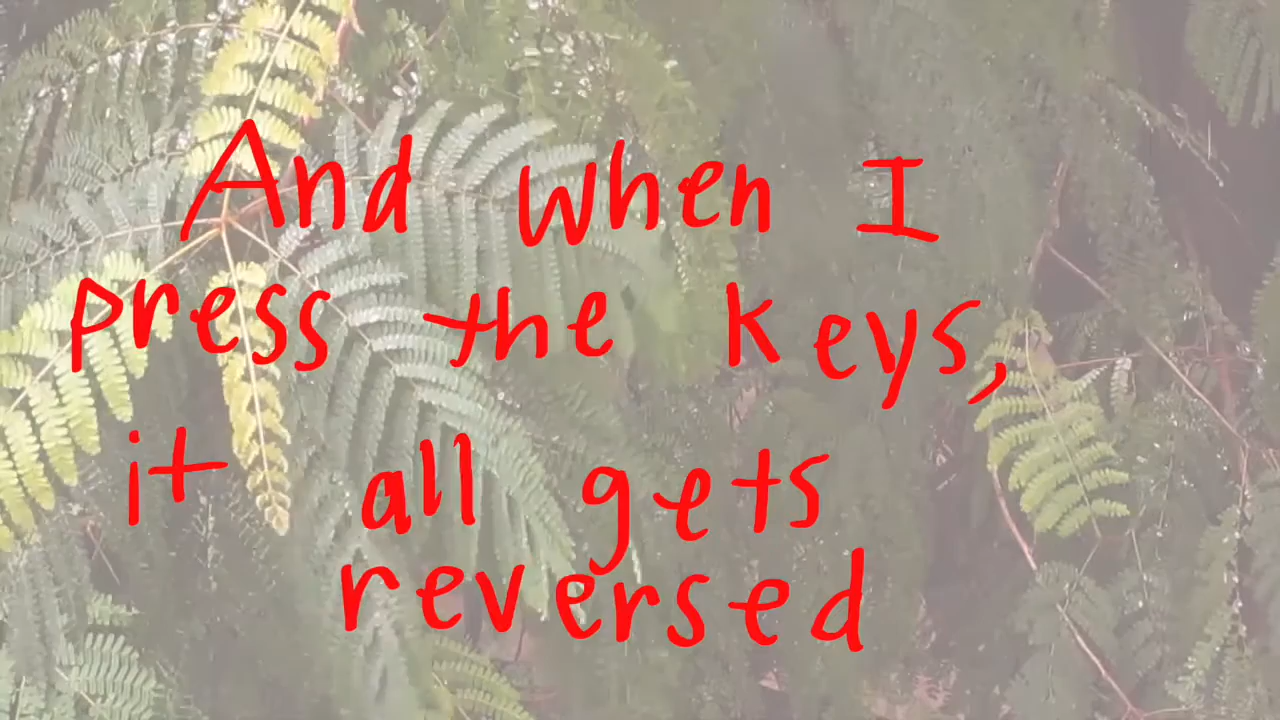 And when I
press the keys,
it all gets
reversed